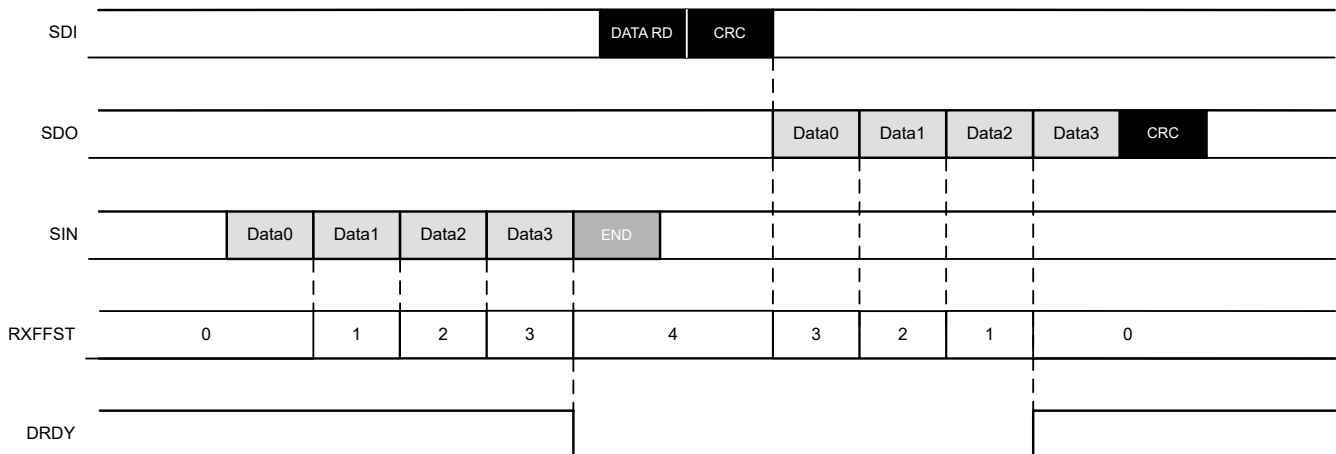 SDI DATA RD CRC
SDO Data0 Data1 Data2 Data3 CRC
SIN Data0 Data1 Data2 Data3 END
RXFFST 0 1 2 3 4 3 2 1 0
DRDY